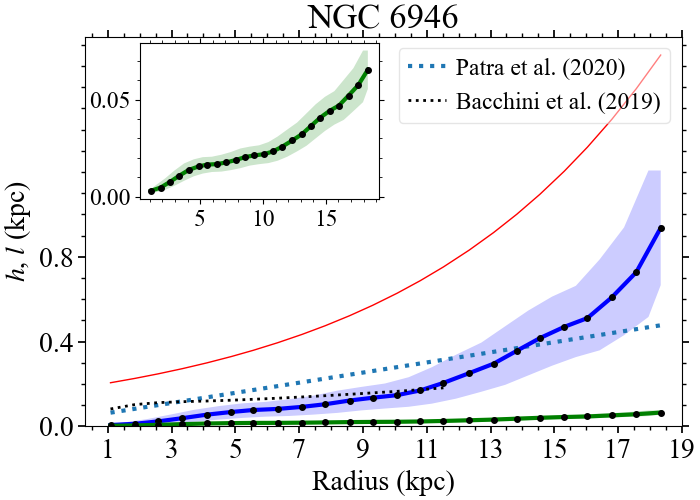 NGC 6946
Patra et al. (2020)
Bacchini et al. (2019)
0.05
0.00
5 10 15
h, l (kpc)
0.8
0.4
0.0
1 3 5 7 9 11 13 15 17 19
Radius (kpc)